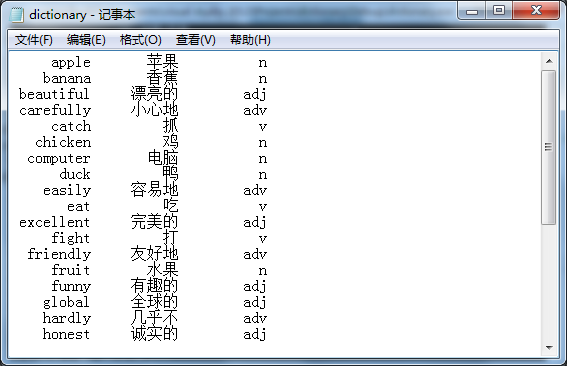 dictionary - 记事本
文件(F) 编辑(E) 格式(O) 查看(V) 帮助(H)
apple 苹果 n
banana 香蕉 n
beautiful 漂亮的 adj
carefully 小心地 adv
catch 抓 v
chicken 鸡 n
computer 电脑 n
duck 鸭 n
easily 容易地 adv
eat 吃 v
excellent 完美的 adj
fight 打 v
friendly 友好地 adv
fruit 水果 n
funny 有趣的 adj
global 全球的 adj
hardly 几乎不 adv
honest 诚实的 adj